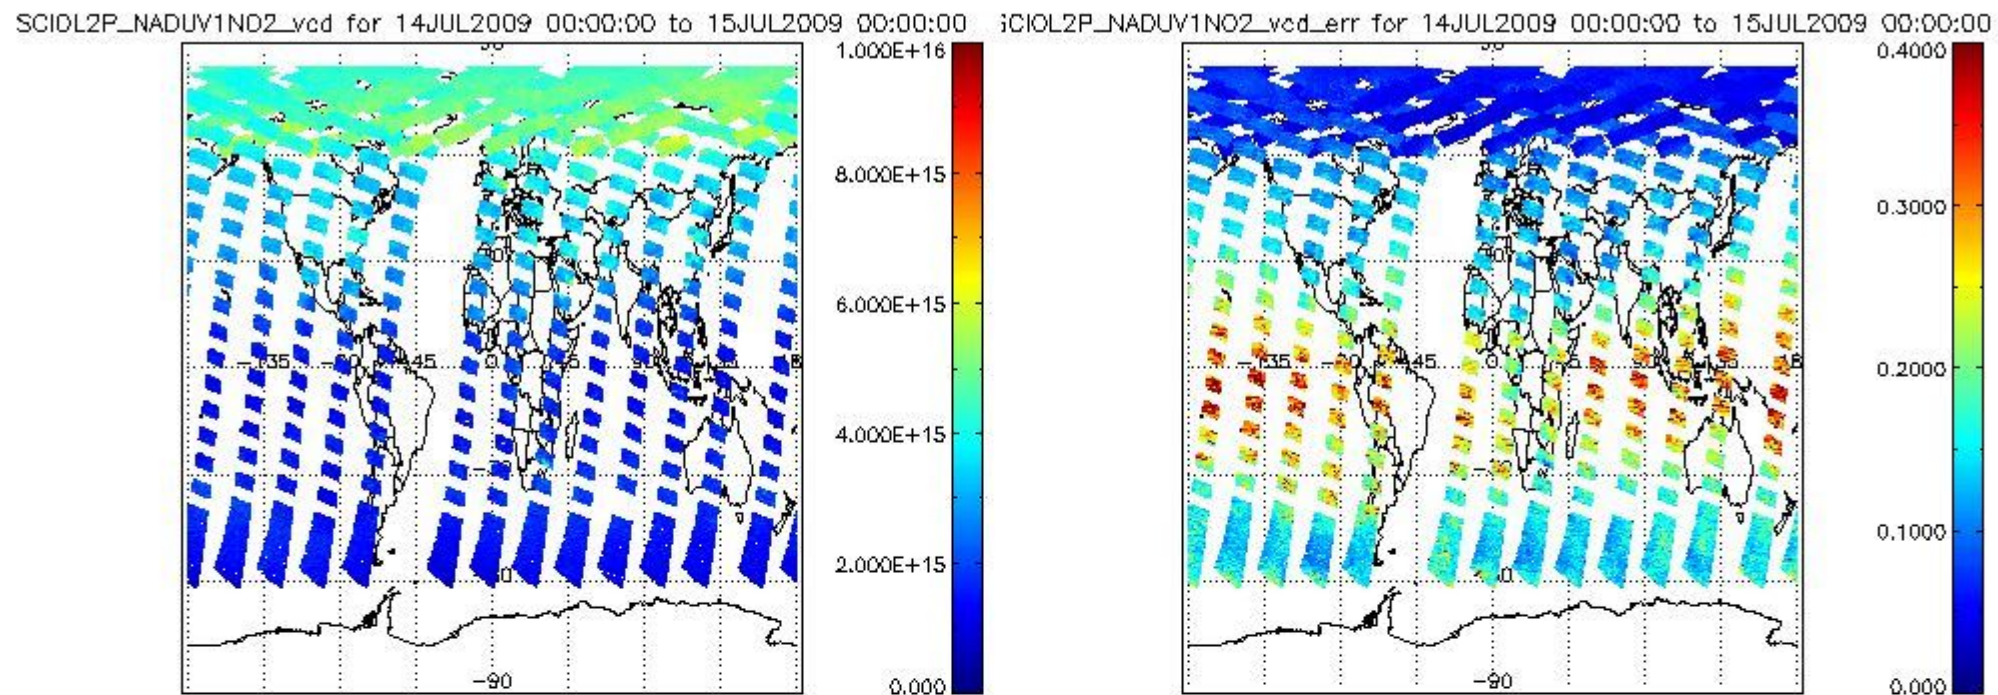 SCIOL2P_NADUV1NO2_vcd for 14JUL2009 00:00:00 to 15JUL2009 00:00:00
1.000E+16
8.000E+15
6.000E+15
4.000E+15
2.000E+15
0.000
-90
SCIOL2P_NADUV1NO2_vcd_err for 14JUL2009 00:00:00 to 15JUL2009 00:00:00
0.4000
0.3000
0.2000
0.1000
0.000
-90